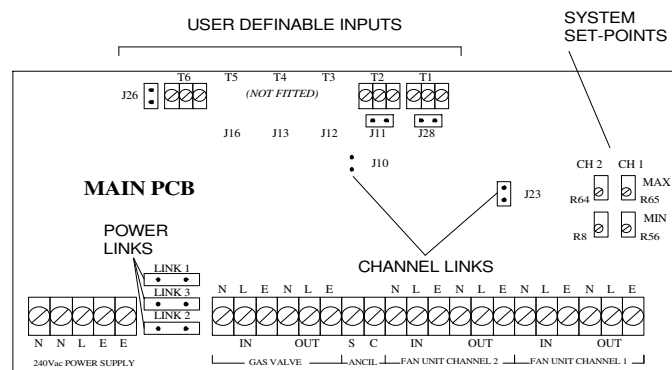 USER DEFINABLE INPUTS
SYSTEM
SET-POINTS
T6 T5 T4 T3 T2 T1
(NOT FITTED)
J26
J16 J13 J12 J11 J28
J10
CH 2 CH 1
MAX
R64 R65
J23
MAIN PCB
MIN
R8 R56
POWER
LINKS
CHANNEL LINKS
LINK 1
LINK 3
LINK 2
N L E N L E N L E N L E N L E N L E
N N L E E IN OUT S C IN OUT IN OUT
240Vac POWER SUPPLY GAS VALVE ANCIL FAN UNIT CHANNEL 2 FAN UNIT CHANNEL 1